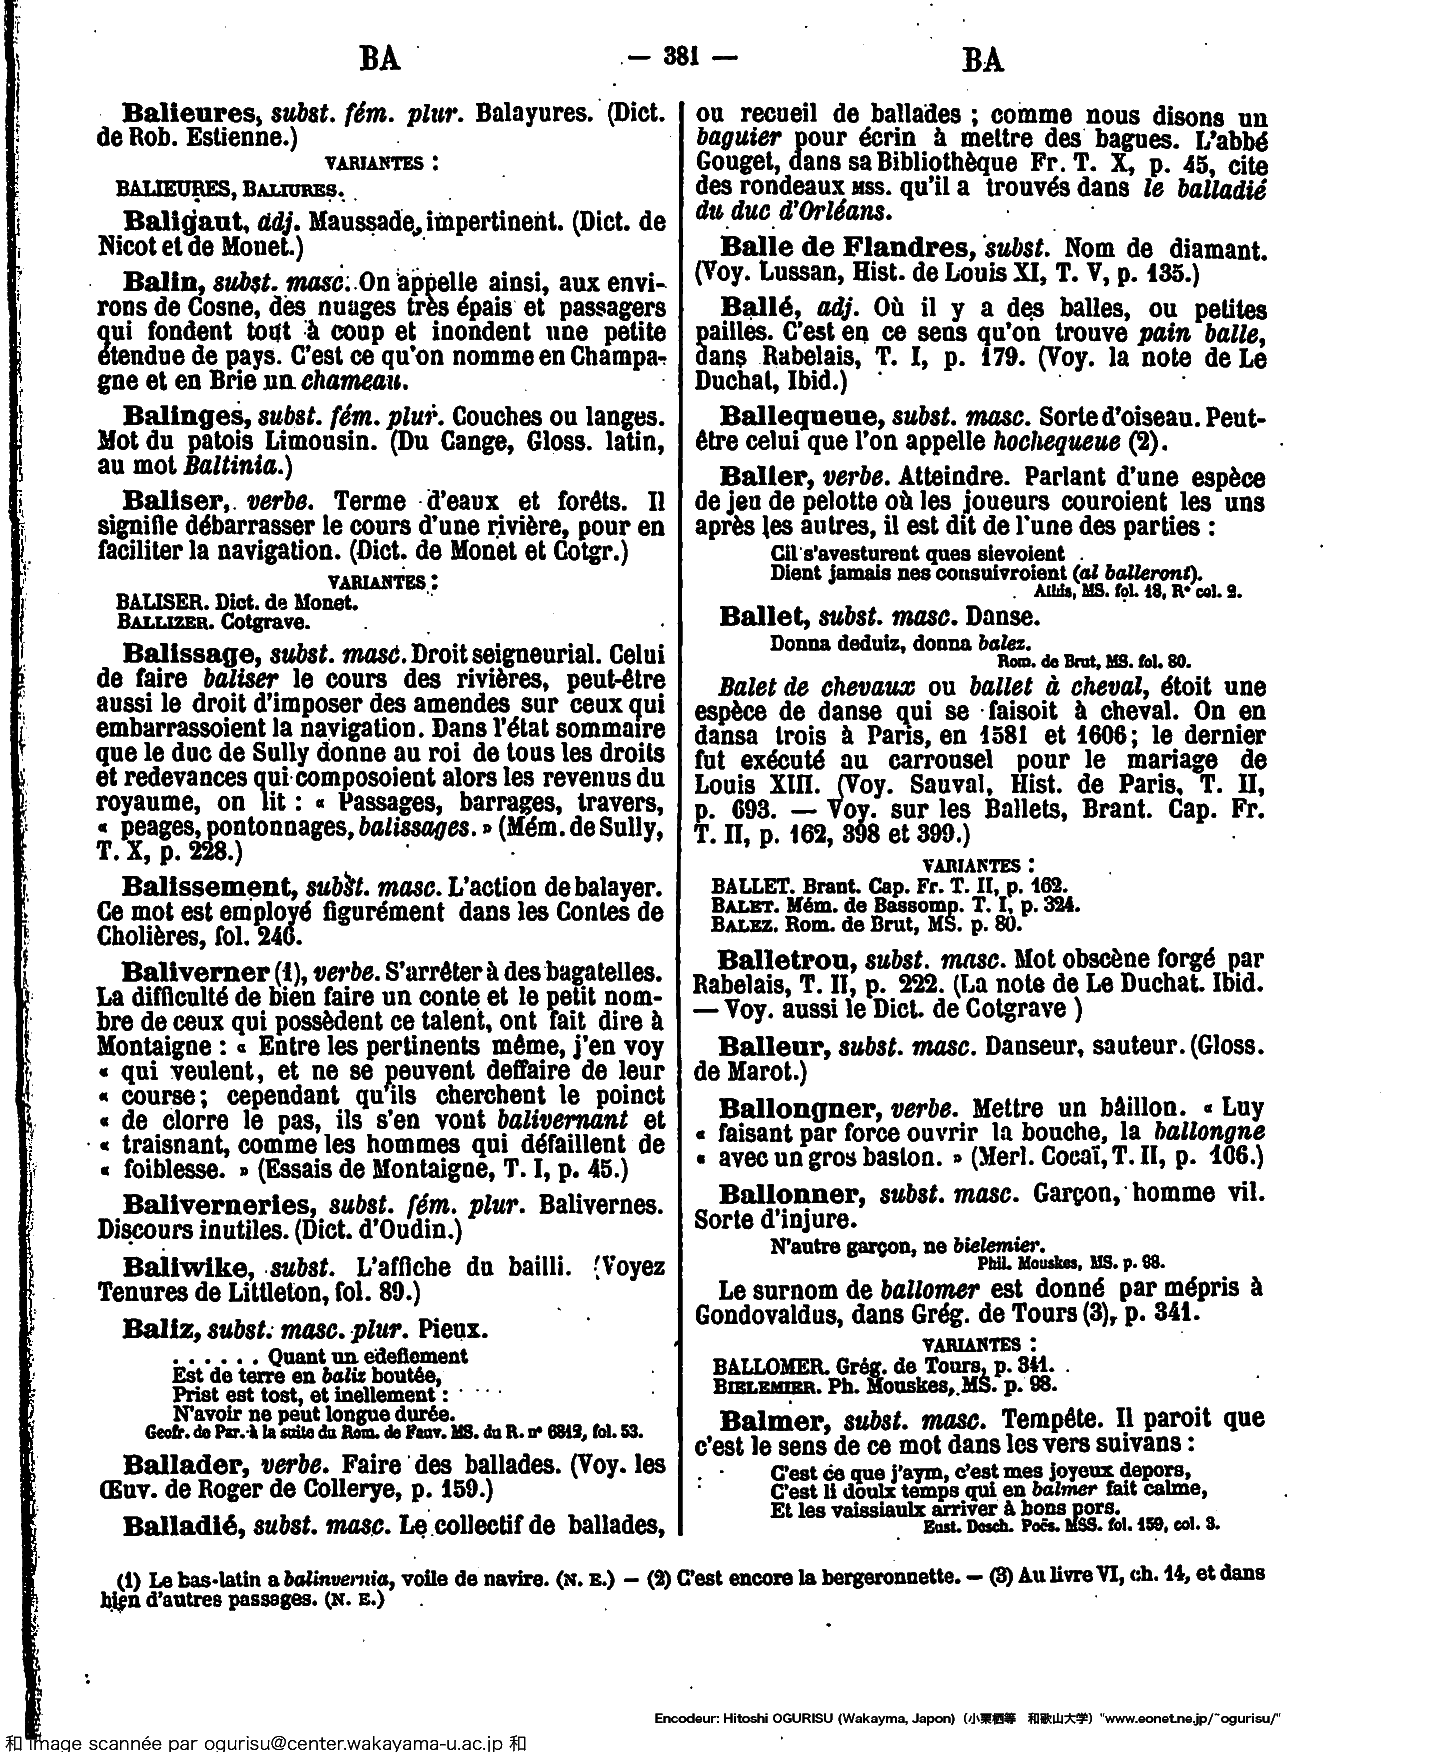 BA — 381 — BA
Balieures, subst. fém. plur. Balayures. (Dict.
de Rob. Estienne.)
VARIANTES :
BALIEURES, BALIURES.
Baligaut, adj. Maussade, impertinent. (Dict. de
Nicot et de Monet.)
Balin, subst. masc. On appelle ainsi, aux envi-
rons de Cosne, des nuages très épais et passagers
qui fondent tout à coup et inondent une petite
étendue de pays. C'est ce qu'on nomme en Champa-
gne et en Brie un chameau.
Balinges, subst. fém. plur. Couches ou langes.
Mot du patois Limousin. (Du Cange, Gloss. latin,
au mot Baltinia.)
Baliser, verbe. Terme d'eaux et forêts. Il
signifie débarrasser le cours d'une rivière, pour en
faciliter la navigation. (Dict. de Monet et Cotgr.)
VARIANTES :
BALISER. Dict. de Monet.
BALLIZER. Cotgrave.
Balissage, subst. masc. Droit seigneurial. Celui
de faire baliser le cours des rivières, peut-être
aussi le droit d'imposer des amendes sur ceux qui
embarrassoient la navigation. Dans l'état sommaire
que le duc de Sully donne au roi de tous les droits
et redevances qui composoient alors les revenus du
royaume, on lit : « Passages, barrages, travers,
« peages, pontonnages, balissages. » (Mém. de Sully,
T. X, p. 228.)
Balissement, subst. masc. L'action de balayer.
Ce mot est employé figurément dans les Contes de
Cholières, fol. 246.
Baliverner (1), verbe. S'arrêter à des bagatelles.
La difficulté de bien faire un conte et le petit nom-
bre de ceux qui possèdent ce talent, ont fait dire à
Montaigne : « Entre les pertinents même, j'en voy
« qui veulent, et ne se peuvent deffaire de leur
« course ; cependant qu'ils cherchent le poinct
« de clorre le pas, ils s'en vont balivernant et
« traisnant, comme les hommes qui défaillent de
« foiblesse. » (Essais de Montaigne, T. I, p. 45.)
Baliverneries, subst. fém. plur. Balivernes.
Discours inutiles. (Dict. d'Oudin.)
Baliwike, subst. L'affiche du bailli. (Voyez
Tenures de Littleton, fol. 89.)
Baliz, subst. masc. plur. Pieux.
. . . . . . Quant un edefiement
Est de terre en baliz boutée,
Prist est tost, et inellement :
N'avoir ne peut longue durée.
Geofr. de Par. à la suite du Rom. de Fauv. MS. du R. n° 6812, fol. 53.
Ballader, verbe. Faire des ballades. (Voy. les
Œuv. de Roger de Collerye, p. 159.)
Balladié, subst. masc. Le collectif de ballades,
ou recueil de ballades ; comme nous disons un
baguier pour écrin à mettre des bagues. L'abbé
Gouget, dans sa Bibliothèque Fr. T. X, p. 45, cite
des rondeaux MSS. qu'il a trouvés dans le balladié
du duc d'Orléans.
Balle de Flandres, subst. Nom de diamant.
(Voy. Lussan, Hist. de Louis XI, T. V, p. 135.)
Ballé, adj. Où il y a des balles, ou petites
pailles. C'est en ce sens qu'on trouve pain balle,
dans Rabelais, T. I, p. 179. (Voy. la note de Le
Duchat, Ibid.)
Ballequeue, subst. masc. Sorte d'oiseau. Peut-
être celui que l'on appelle hochequeue (2).
Baller, verbe. Atteindre. Parlant d'une espèce
de jeu de pelotte où les joueurs couroient les uns
après les autres, il est dit de l'une des parties :
Cil s'avesturent ques sievoient
Dient jamais nes consuivroient (al balleront).
Athis, MS. fol. 18, R° col. 2.
Ballet, subst. masc. Danse.
Donna deduiz, donna balez.
Rom. de Brut, MS. fol. 80.
Balet de chevaux ou ballet à cheval, étoit une
espèce de danse qui se faisoit à cheval. On en
dansa trois à Paris, en 1581 et 1606 ; le dernier
fut exécuté au carrousel pour le mariage de
Louis XIII. (Voy. Sauval, Hist. de Paris, T. II,
p. 693. — Voy. sur les Ballets, Brant. Cap. Fr.
T. II, p. 162, 398 et 399.)
VARIANTES :
BALLET. Brant. Cap. Fr. T. II, p. 162.
BALET. Mém. de Bassomp. T. I, p. 324.
BALEZ. Rom. de Brut, MS. p. 80.
Balletrou, subst. masc. Mot obscène forgé par
Rabelais, T. II, p. 222. (La note de Le Duchat. Ibid.
— Voy. aussi le Dict. de Cotgrave )
Balleur, subst. masc. Danseur, sauteur. (Gloss.
de Marot.)
Ballongner, verbe. Mettre un bâillon. « Luy
« faisant par force ouvrir la bouche, la ballongne
« avec un gros baston. » (Merl. Cocaï, T. II, p. 106.)
Ballonner, subst. masc. Garçon, homme vil.
Sorte d'injure.
N'autre garçon, ne bielemier.
Phil. Mouskes, MS. p. 98.
Le surnom de ballomer est donné par mépris à
Gondovaldus, dans Grég. de Tours (3), p. 341.
VARIANTES :
BALLOMER. Grég. de Tours, p. 341.
BIELEMIER. Ph. Mouskes, MS. p. 98.
Balmer, subst. masc. Tempête. Il paroit que
c'est le sens de ce mot dans les vers suivans :
C'est ce que j'aym, c'est mes joyeux depors,
C'est li doulx temps qui en balmer fait calme,
Et les vaissiaulx arriver à bons pors.
Eust. Desch. Poës. MSS. fol. 159, col. 3.
(1) Le bas-latin a balinvernia, voile de navire. (N. E.) — (2) C'est encore la bergeronnette. — (3) Au livre VI, ch. 14, et dans
bien d'autres passages. (N. E.)
Encodeur: Hitoshi OGURISU (Wakayma, Japon) (小栗栖等 和歌山大学) "www.eonet.ne.jp/~ogurisu/"
和 Image scannée par ogurisu@center.wakayama-u.ac.jp 和